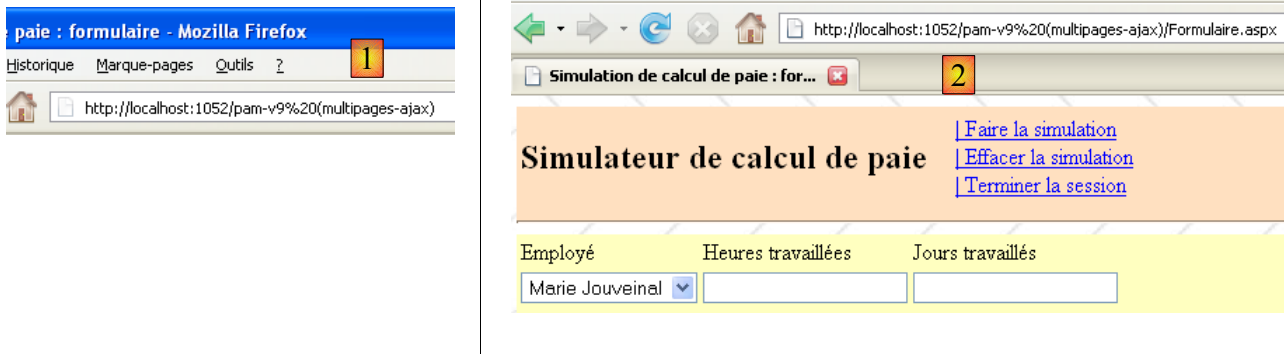 paie : formulaire - Mozilla Firefox
1
Historique Marque-pages Outils ?
http://localhost:1052/pam-v9%20(multipages-ajax)
http://localhost:1052/pam-v9%20(multipages-ajax)/Formulaire.aspx
Simulation de calcul de paie : for...
2
Simulateur de calcul de paie
| Faire la simulation
| Effacer la simulation
| Terminer la session
Employé Heures travaillées Jours travaillés
Marie Jouveinal